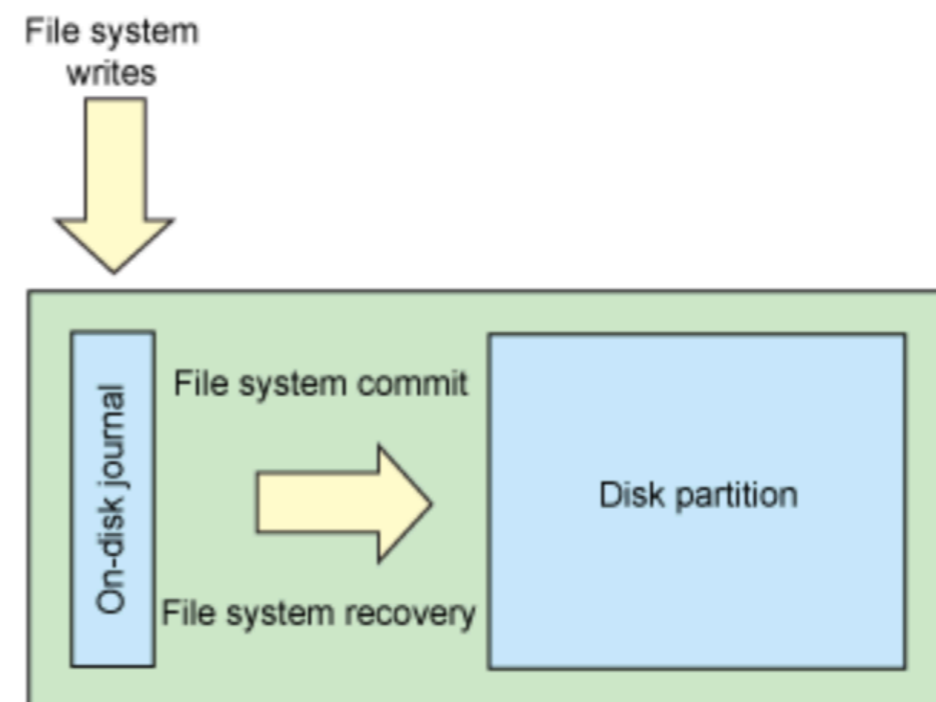 File system
writes
File system commit
On-disk journal
Disk partition
File system recovery